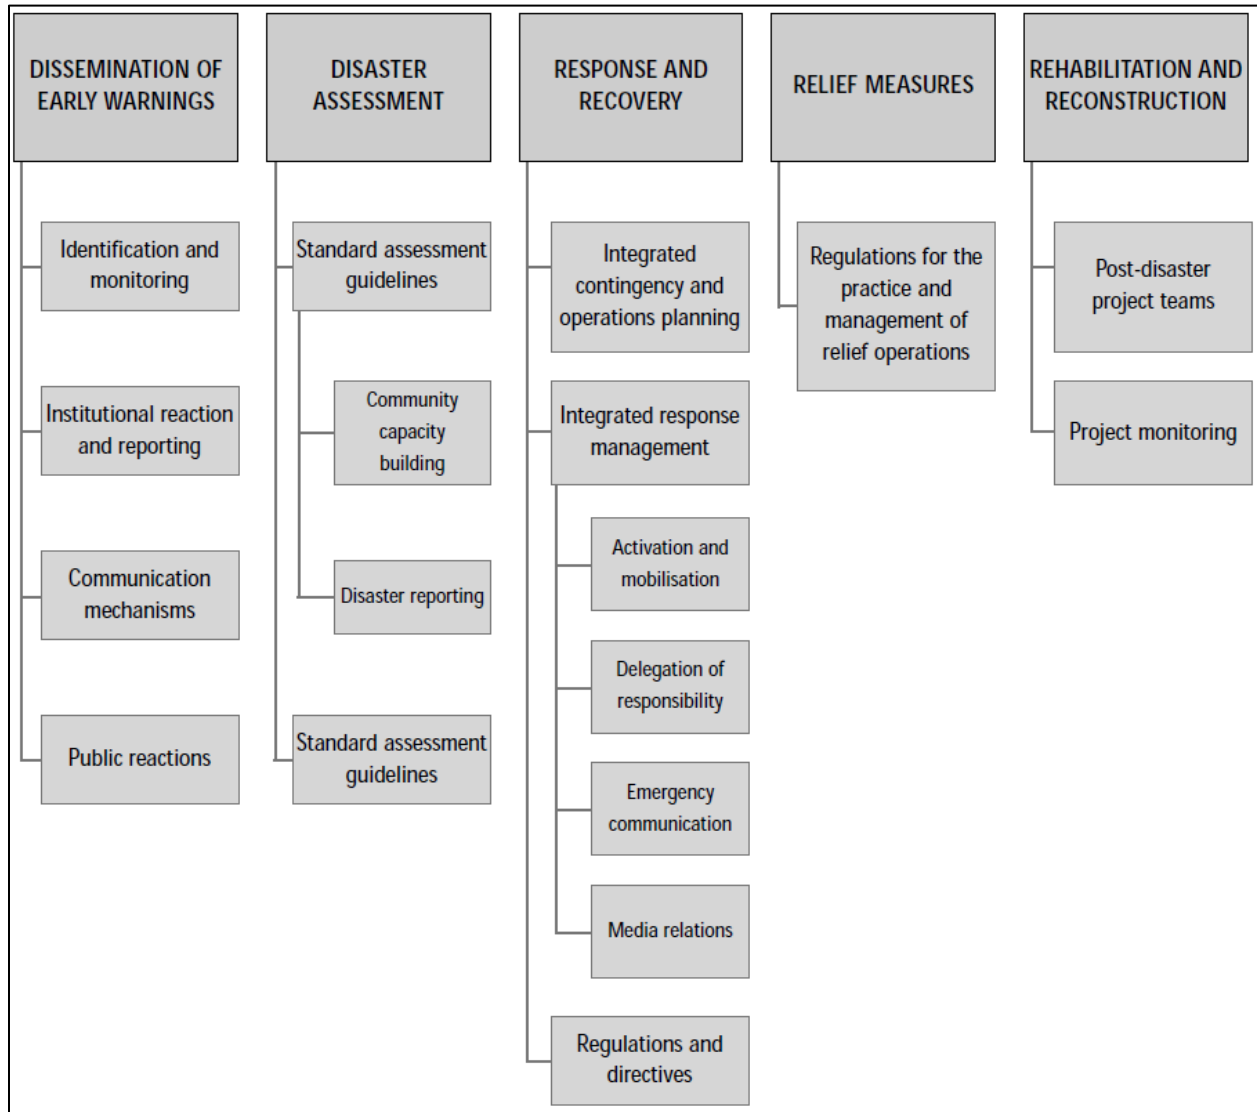 DISSEMINATION OF
EARLY WARNINGS
Identification and
monitoring
Institutional reaction
and reporting
Communication
mechanisms
Public reactions
DISASTER
ASSESSMENT
Standard assessment
guidelines
Community
capacity
building
Disaster reporting
Standard assessment
guidelines
RESPONSE AND
RECOVERY
Integrated
contingency and
operations planning
Integrated response
management
Activation and
mobilisation
Delegation of
responsibility
Emergency
communication
Media relations
Regulations and
directives
RELIEF MEASURES
Regulations for the
practice and
management of
relief operations
REHABILITATION AND
RECONSTRUCTION
Post-disaster
project teams
Project monitoring